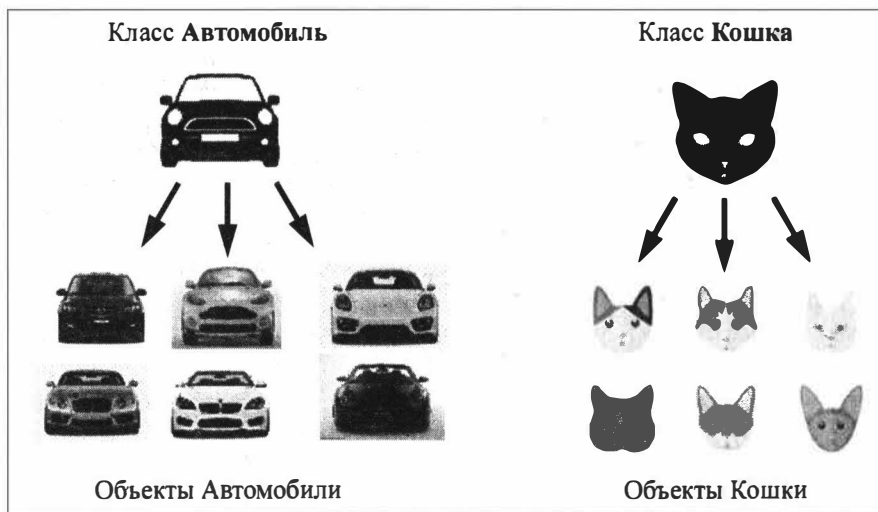 Класс Автомобиль
Класс Кошка
Объекты Автомобили
Объекты Кошки